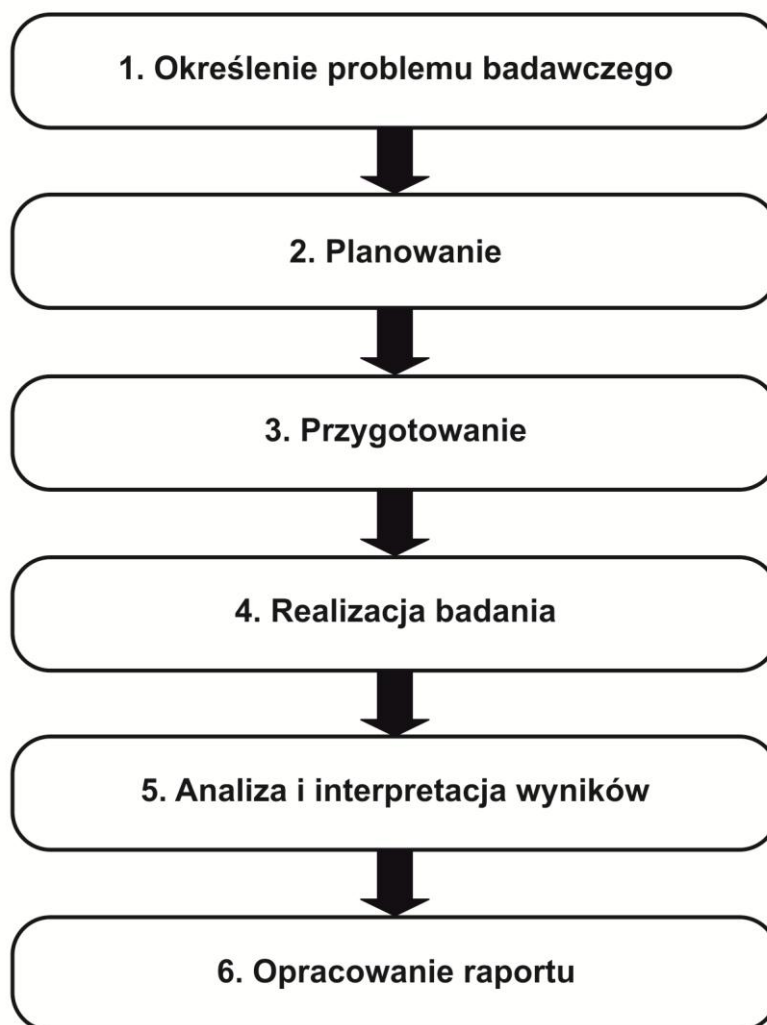 1. Określenie problemu badawczego
2. Planowanie
3. Przygotowanie
4. Realizacja badania
5. Analiza i interpretacja wyników
6. Opracowanie raportu